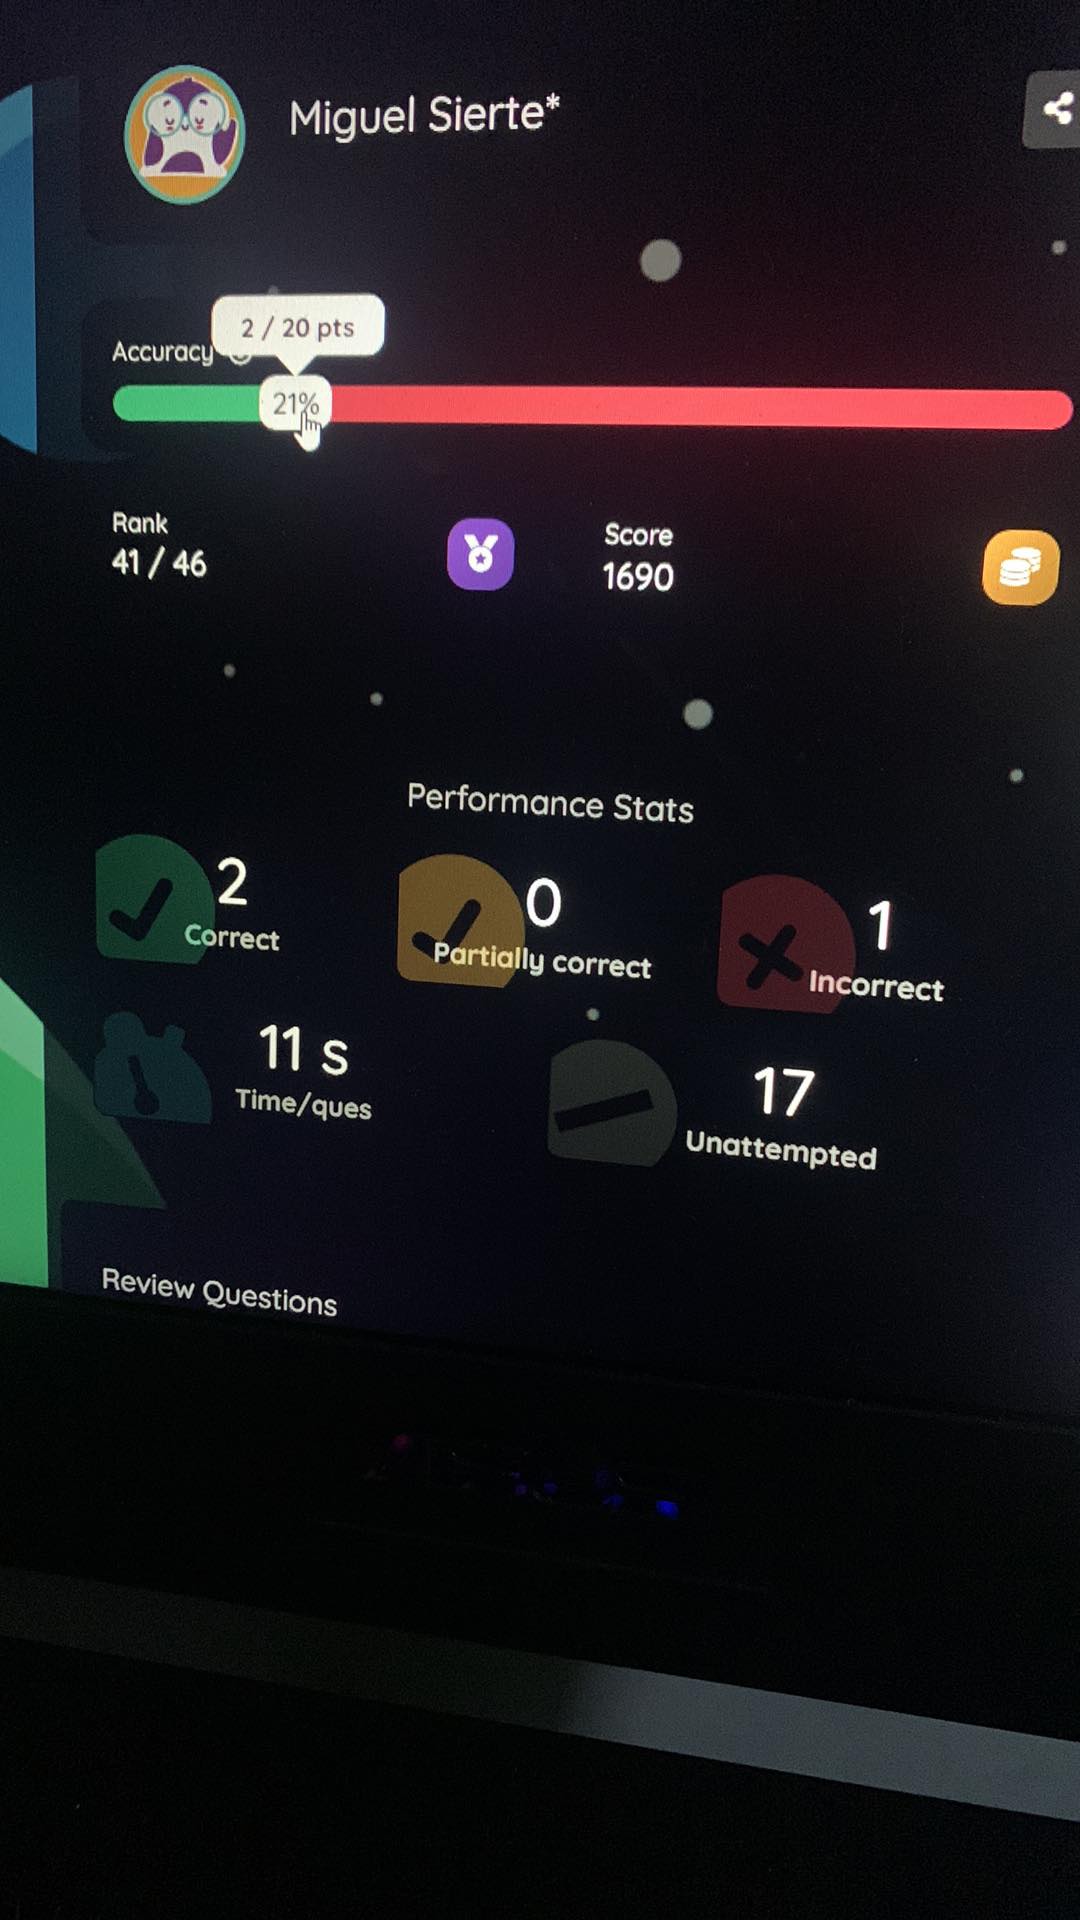 Miguel Sierte*
2 / 20 pts
Accuracy
21%
Rank
41 / 46
Score
1690
Performance Stats
2
Correct
0
Partially correct
1
Incorrect
11 s
Time/ques
17
Unattempted
Review Questions